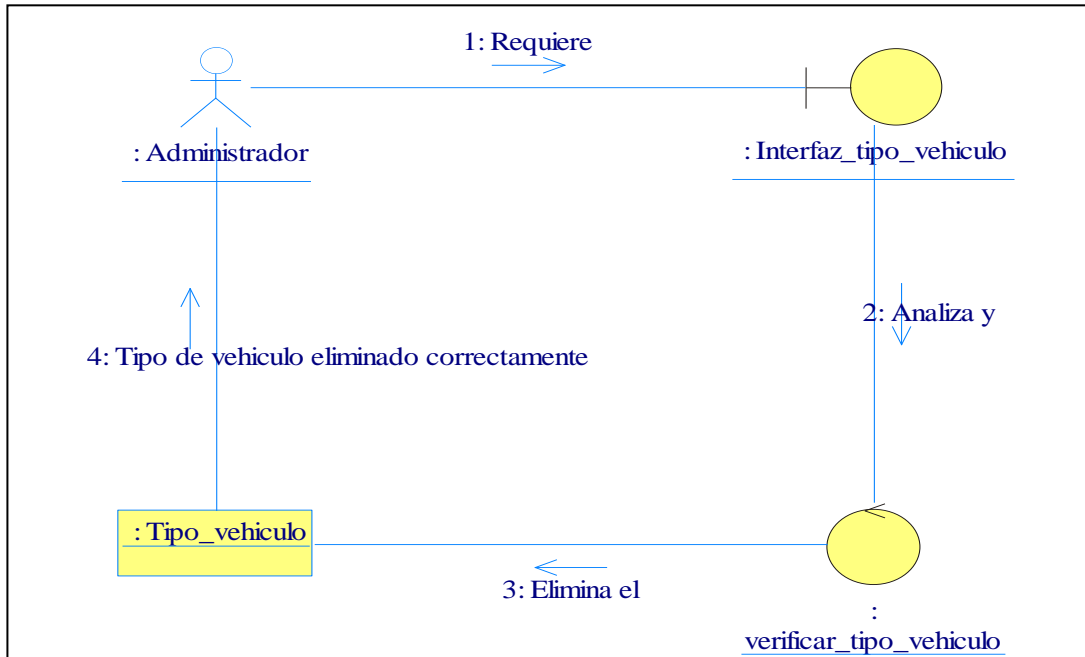 1: Requiere
: Administrador
: Interfaz_tipo_vehiculo
2: Analiza y
4: Tipo de vehiculo eliminado correctamente
: Tipo_vehiculo
3: Elimina el
:
verificar_tipo_vehiculo